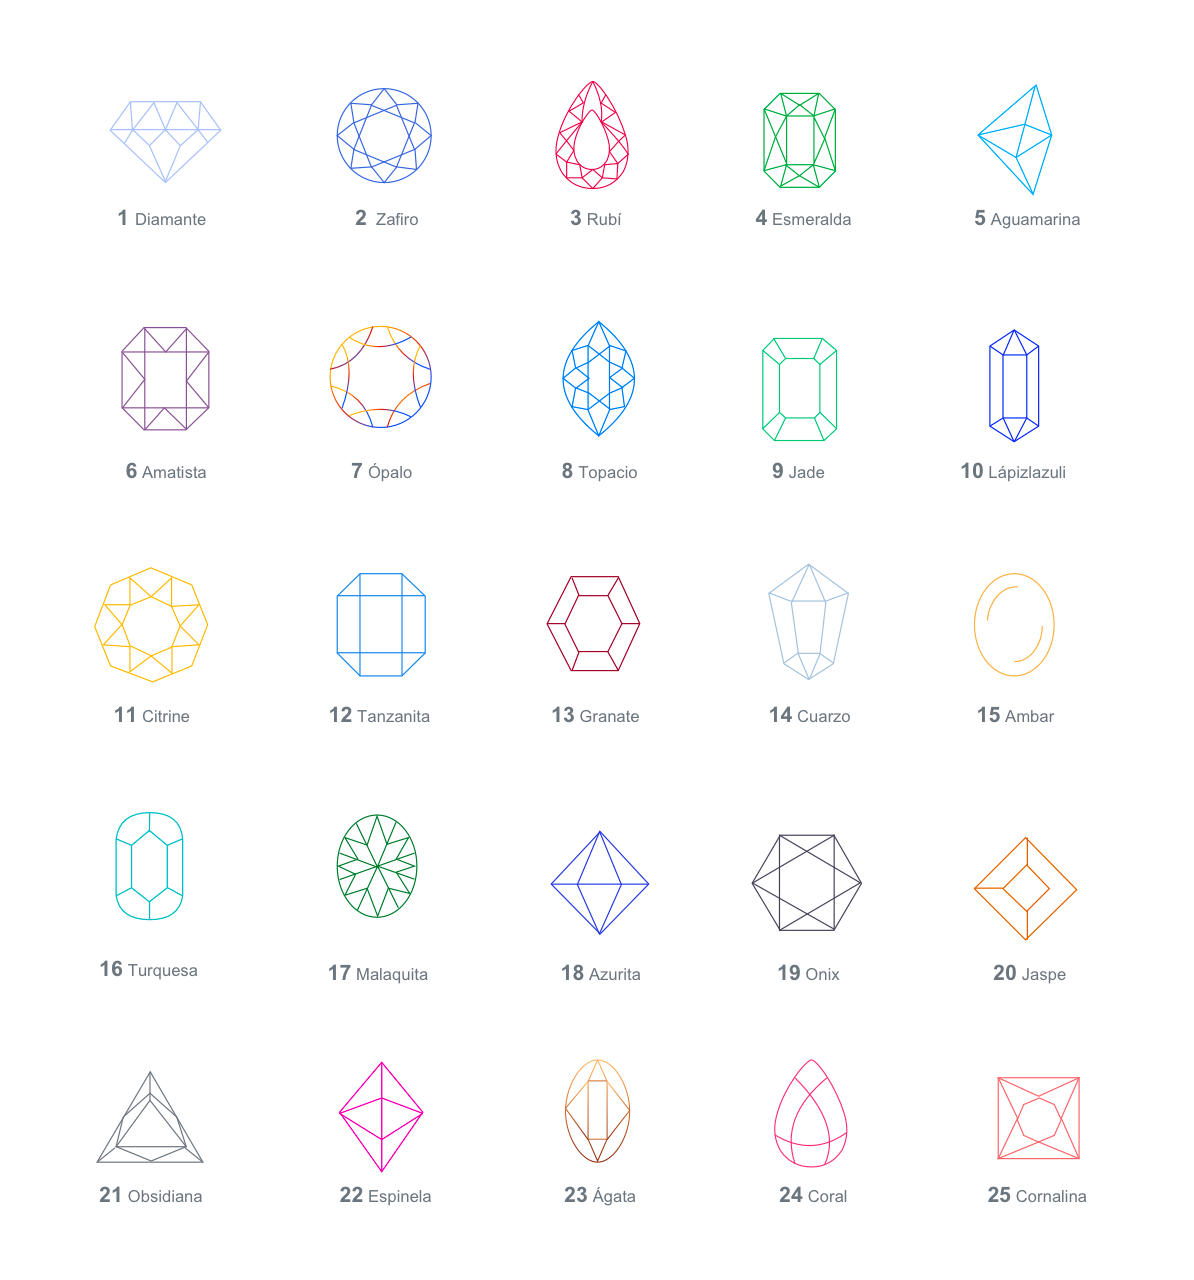 1 Diamante
2 Zafiro
3 Rubí
4 Esmeralda
5 Aguamarina
6 Amatista
7 Ópalo
8 Topacio
9 Jade
10 Lápizlazuli
11 Citrine
12 Tanzanita
13 Granate
14 Cuarzo
15 Ambar
16 Turquesa
17 Malaquita
18 Azurita
19 Onix
20 Jaspe
21 Obsidiana
22 Espinela
23 Ágata
24 Coral
25 Cornalina